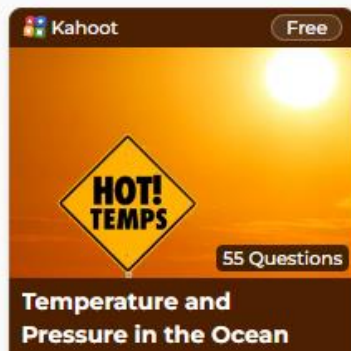 Kahoot
Free
HOT!
TEMPS
55 Questions
Temperature and
Pressure in the Ocean